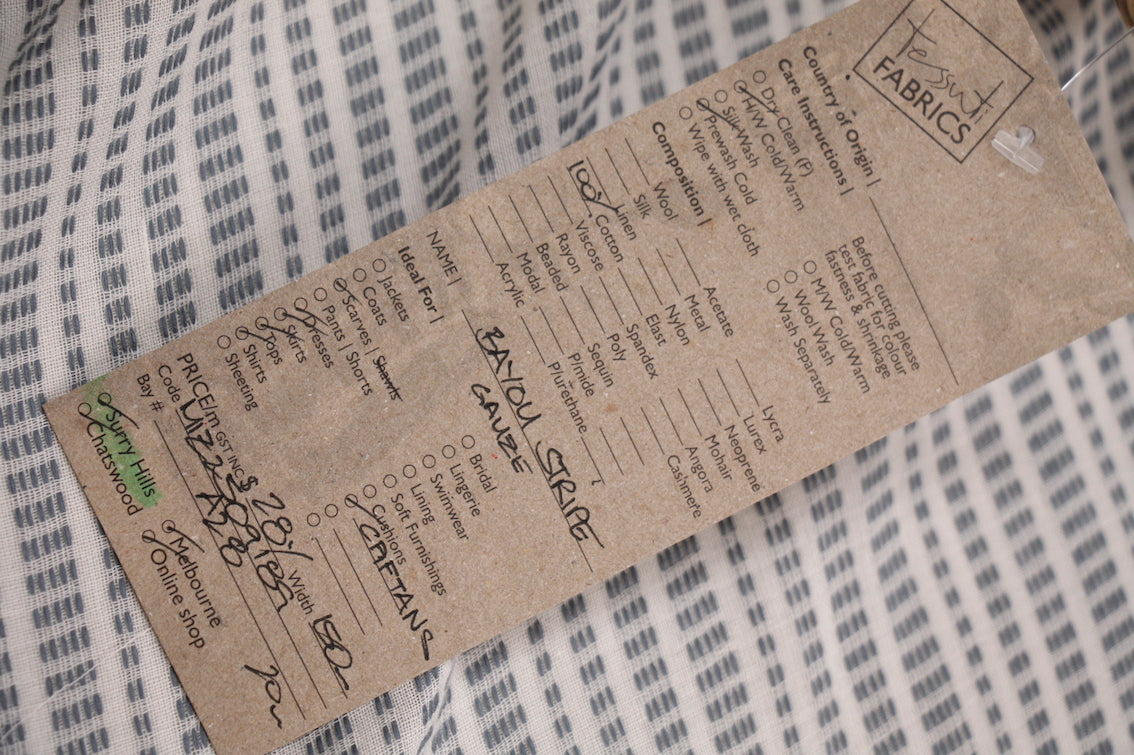 Tessuti
FABRICS
Country of Origin |
Care Instructions |
Dry Clean (P)
H/W Cold/Warm
Silk Wash
Prewash Cold
Wipe with wet cloth
Before cutting please
test fabric for colour
fastness & shrinkage
M/W Cold/Warm
Wool Wash
Wash Separately
Composition |
Wool
Silk
Linen
100% Cotton
Viscose
Rayon
Beaded
Modal
Acrylic
Acetate
Metal
Nylon
Elast
Spandex
Poly
Sequin
P/mide
P/urethane
Lycra
Lurex
Neoprene
Mohair
Angora
Cashmere
NAME |
BAYOU STRIPE
GAUZE
Ideal For |
Jackets
Coats
Scarves | Shawls
Pants | Shorts
Dresses
Skirts
Tops
Shirts
Sheeting
Bridal
Lingerie
Swimwear
Lining
Soft Furnishings
Cushions
CAFTANS
PRICE/m GST INC $ 28./ Width 150
Code
Bay # A28
Surry Hills
Chatswood
Melbourne
Online shop